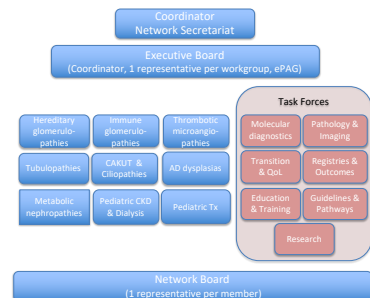 Coordinator
Network Secretariat
Executive Board
(Coordinator, 1 representative per workgroup, ePAG)
Hereditary
glomerulo-
pathies
Immune
glomerulo-
pathies
Thrombotic
microangio-
pathies
Tubulopathies
CAKUT &
Ciliopathies
AD dysplasias
Metabolic
nephropathies
Pediatric CKD
& Dialysis
Pediatric Tx
Task Forces
Molecular
diagnostics
Pathology &
Imaging
Transition
& QoL
Registries &
Outcomes
Education
& Training
Guidelines &
Pathways
Research
Network Board
(1 representative per member)